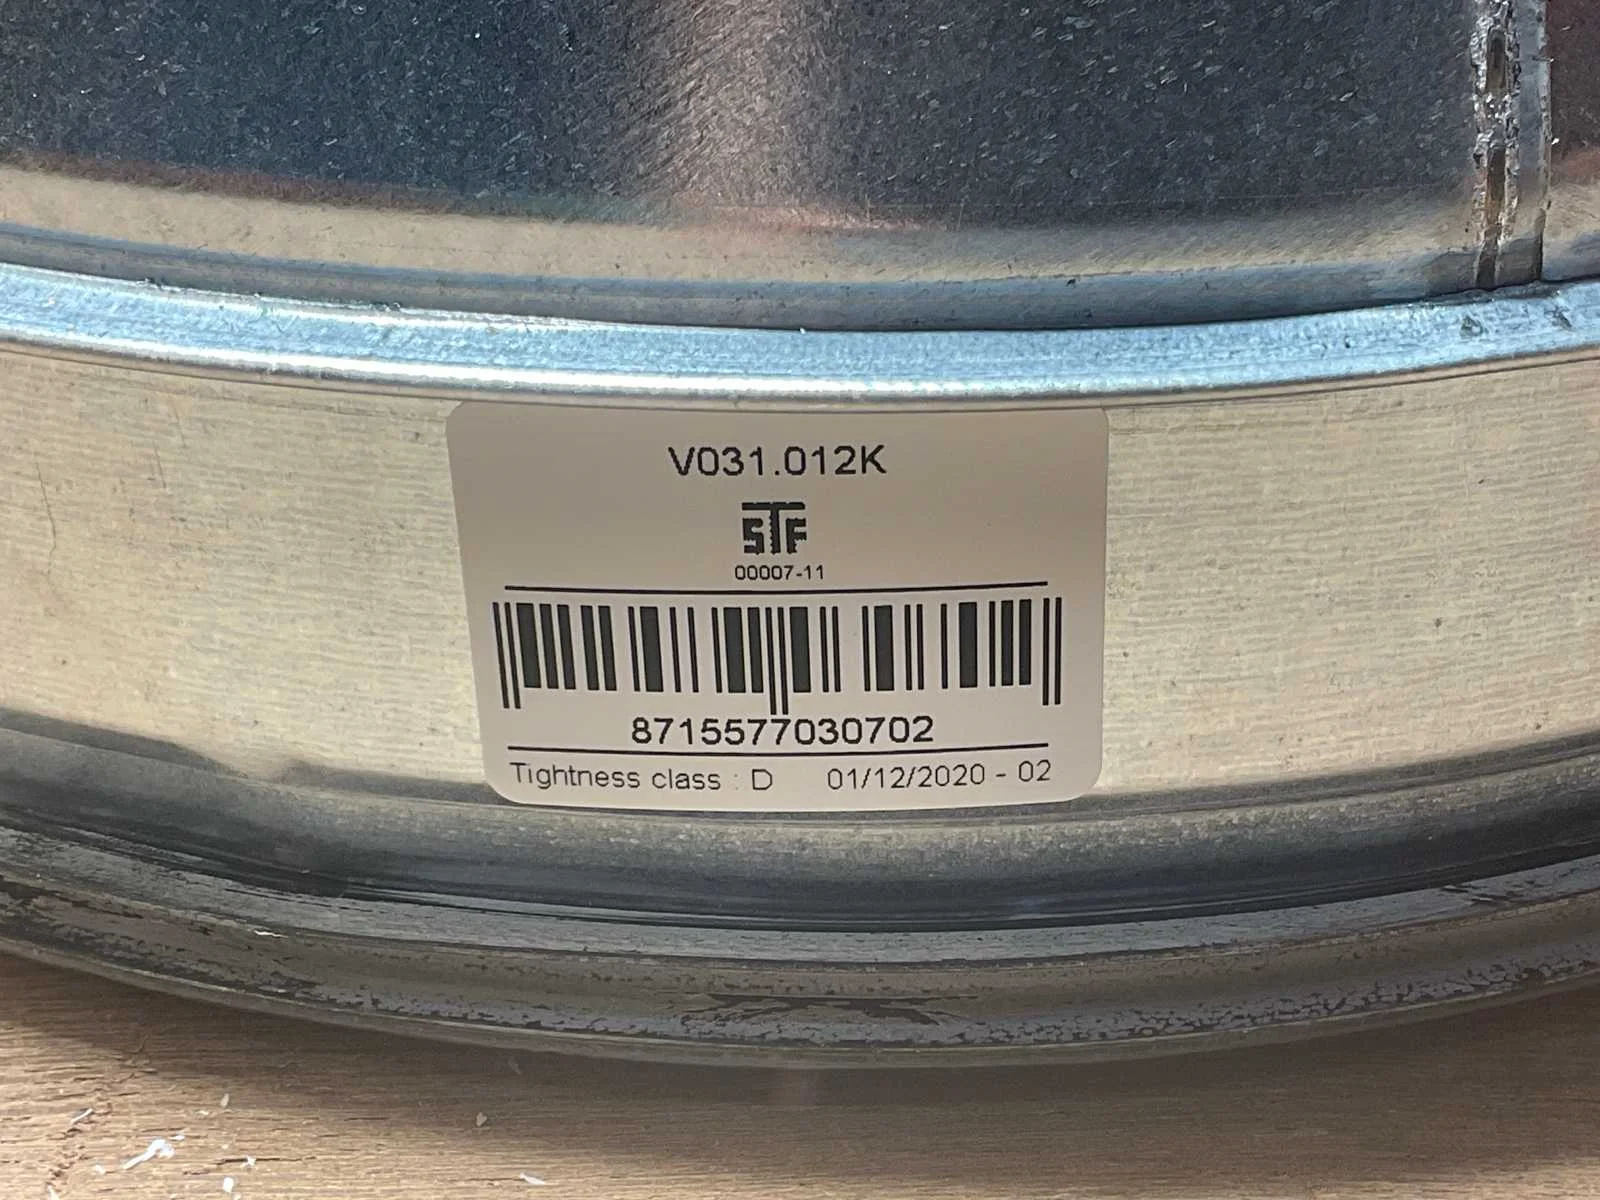 V031.012K
STF
00007-11
8715577030702
Tightness class : D 01/12/2020 - 02